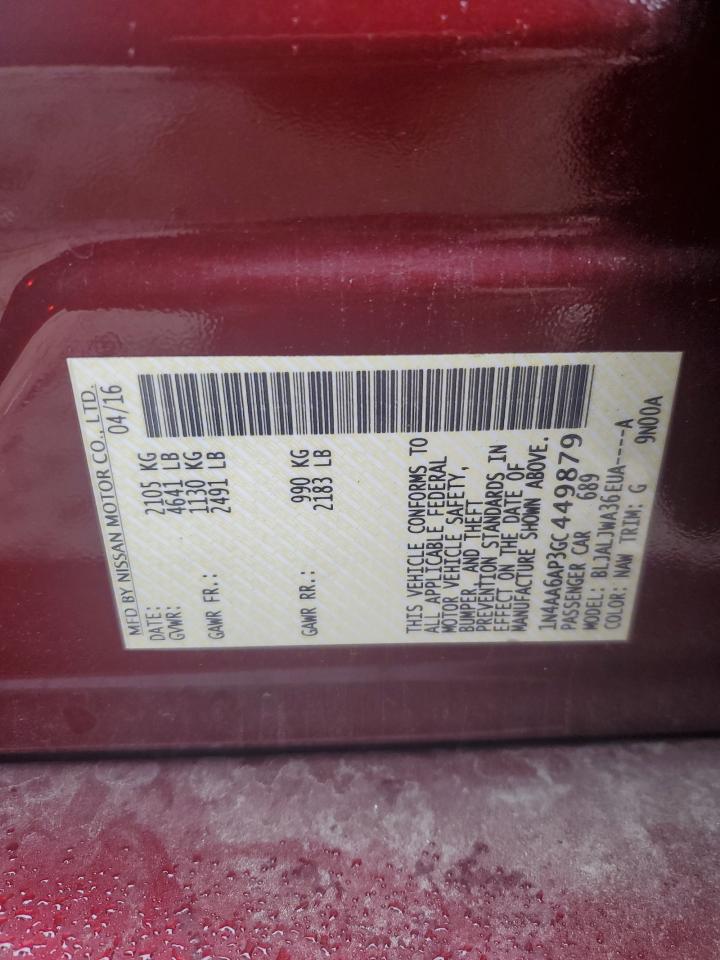 MFD BY NISSAN MOTOR CO., LTD.
DATE: 04/16
GVWR: 2105 KG
4641 LB
GAWR FR.: 1130 KG
2491 LB
GAWR RR.: 990 KG
2183 LB
THIS VEHICLE CONFORMS TO
ALL APPLICABLE FEDERAL
MOTOR VEHICLE SAFETY,
BUMPER, AND THEFT
PREVENTION STANDARDS IN
EFFECT ON THE DATE OF
MANUFACTURE SHOWN ABOVE.
1N4AA6AP3GC449879
PASSENGER CAR 689
MODEL: BLJALJWA36EUA----A
COLOR: NAW TRIM: G 9N00A